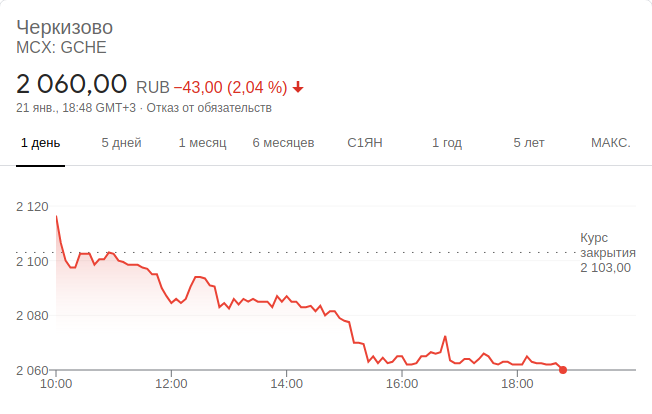 Черкизово
MCX: GCHE
2 060,00 RUB −43,00 (2,04 %)
21 янв., 18:48 GMT+3 · Отказ от обязательств
1 день 5 дней 1 месяц 6 месяцев С1ЯН 1 год 5 лет МАКС.
2 120
Курс
закрытия
2 103,00
2 100
2 080
2 060
10:00 12:00 14:00 16:00 18:00